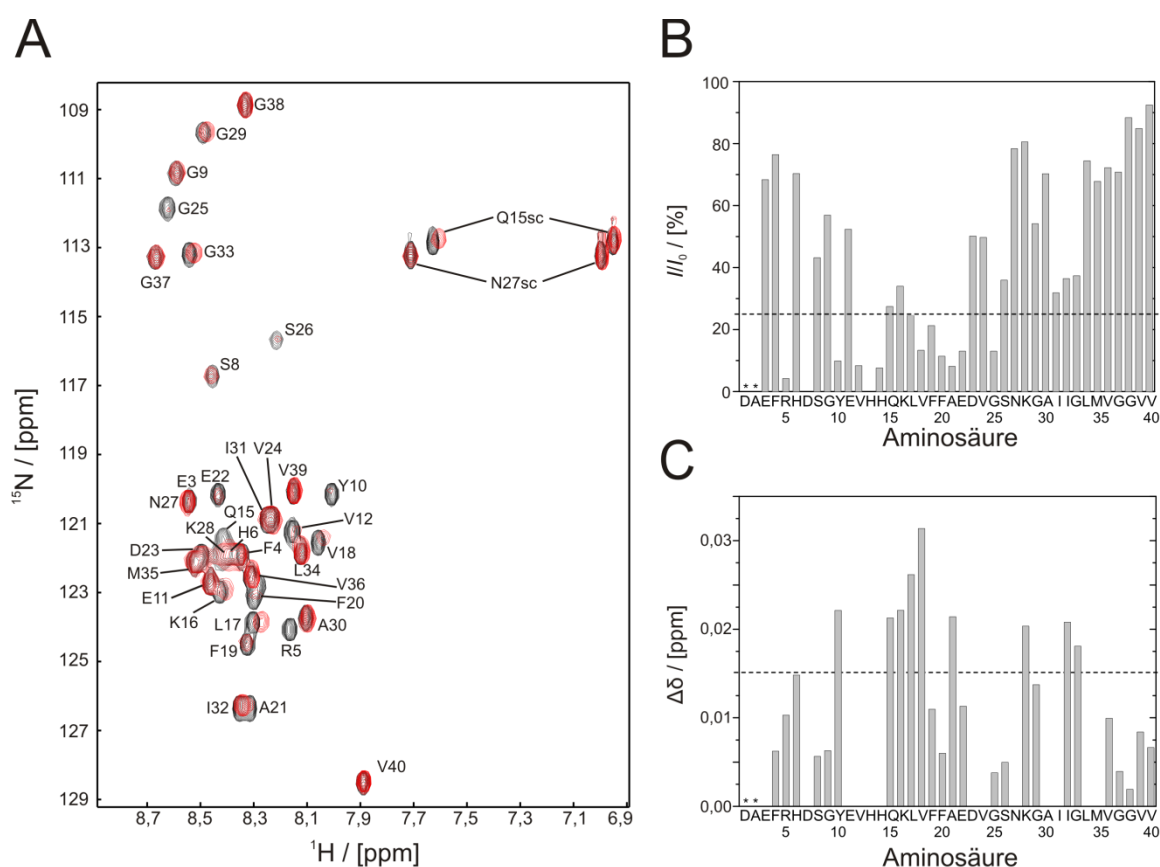 A
109
111
113
115
117
119
121
123
125
127
129
¹⁵N / [ppm]
8,7 8,5 8,3 8,1 7,9 7,7 7,5 7,3 7,1 6,9
¹H / [ppm]
G38
G29
G9
G25
G33
G37
Q15sc
N27sc
S26
S8
I31 V24
E3 E22 V39 Y10
N27
Q15
K28 H6 V12
D23 F4 V18
M35 L34
E11 V36
K16 F20
L17 A30
F19 R5
I32 A21
V40
B
100
80
60
40
20
0
I/I₀ / [%]
* *
DAEFRHDSGYEVHHQKLVFFAEDVGSNKGAIIGLMVGGVV
5 10 15 20 25 30 35 40
Aminosäure
C
0,03
0,02
0,01
0,00
Δδ / [ppm]
* *
DAEFRHDSGYEVHHQKLVFFAEDVGSNKGAIIGLMVGGVV
5 10 15 20 25 30 35 40
Aminosäure